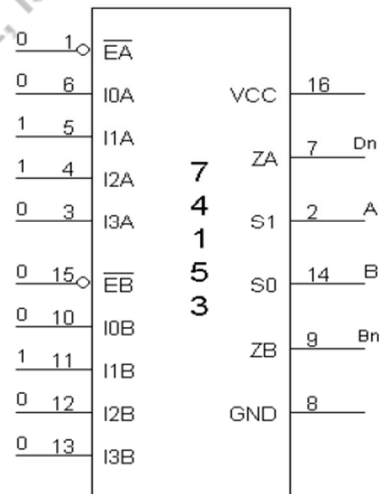 0 1 EA
0 6 I0A
1 5 I1A
1 4 I2A
0 3 I3A
0 15 EB
0 10 I0B
1 11 I1B
0 12 I2B
0 13 I3B
7
4
1
5
3
VCC 16
ZA 7 Dn
S1 2 A
S0 14 B
ZB 9 Bn
GND 8